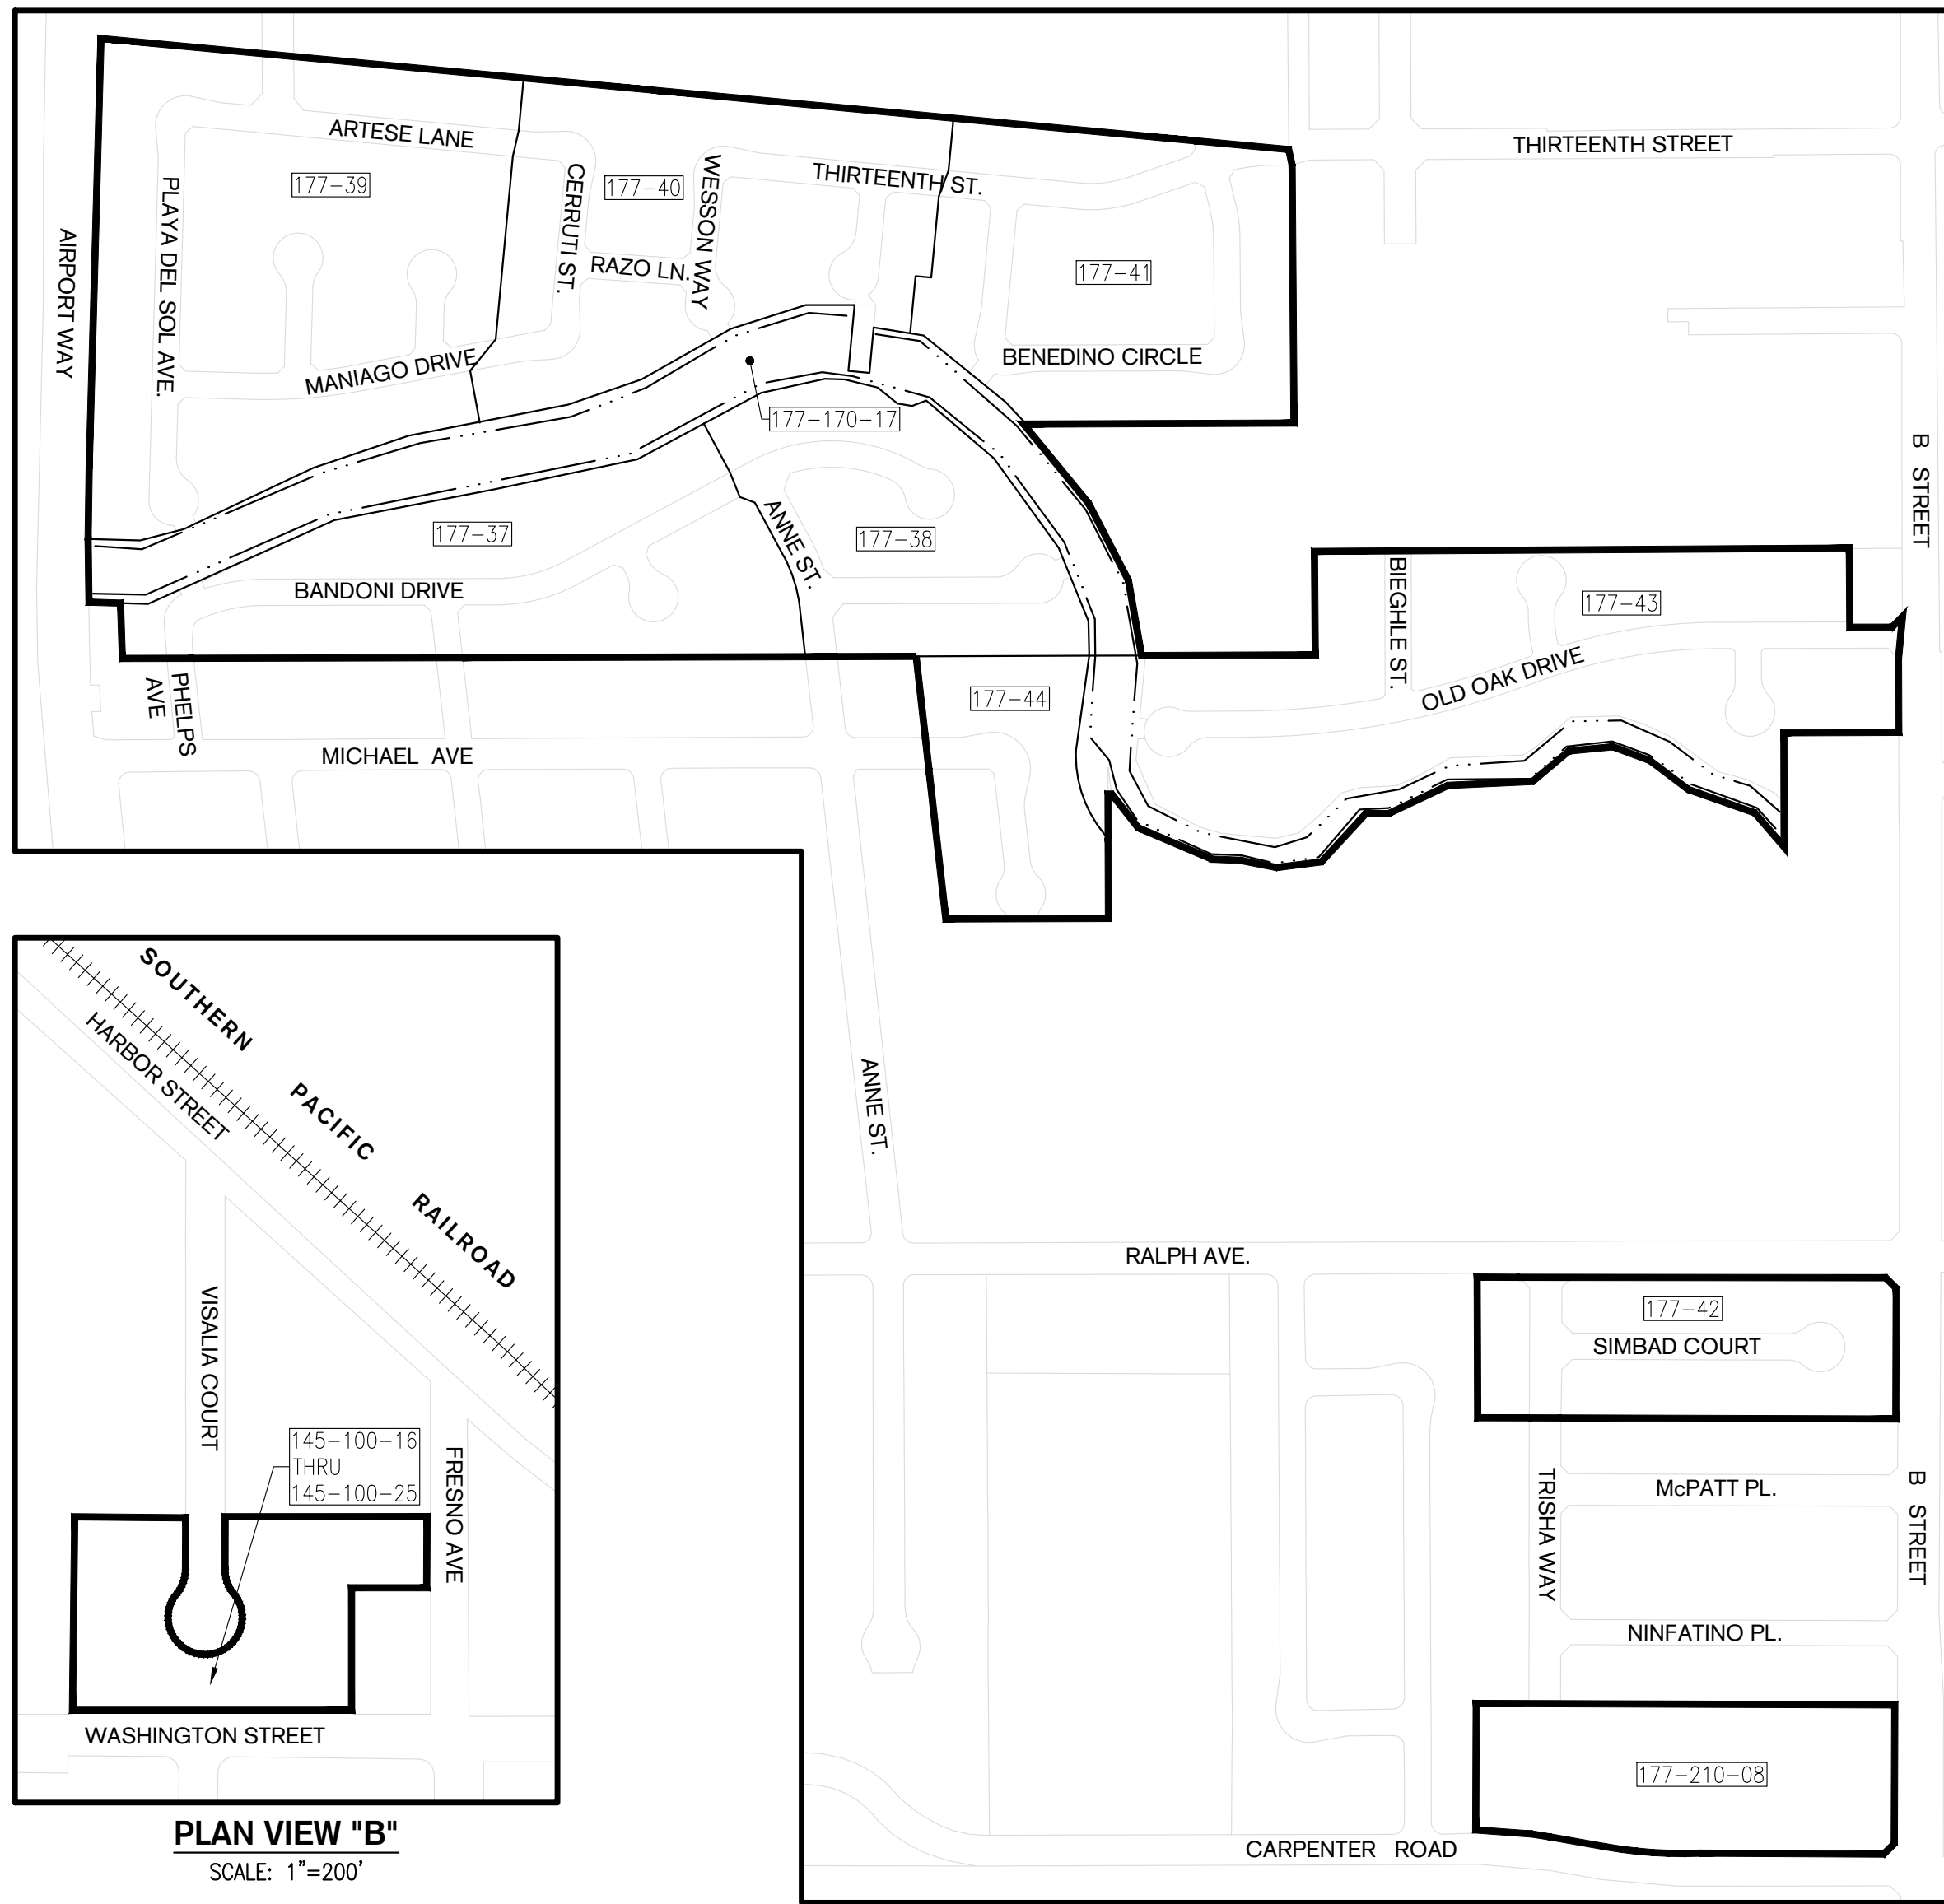 THIRTEENTH STREET
ARTESE LANE
177-39
177-40
THIRTEENTH ST.
PLAYA DEL SOL AVE.
CERRUTI ST.
WESSON WAY
RAZO LN.
177-41
AIRPORT WAY
BENEDINO CIRCLE
MANIAGO DRIVE
177-170-17
B STREET
177-37
ANNE ST.
177-38
BANDONI DRIVE
BIEGHLE ST.
177-43
OLD OAK DRIVE
177-44
PHELPS
AVE
MICHAEL AVE
SOUTHERN
PACIFIC
RAILROAD
HARBOR STREET
ANNE ST.
RALPH AVE.
VISALIA COURT
177-42
SIMBAD COURT
145-100-16
THRU
145-100-25
FRESNO AVE
TRISHA WAY
McPATT PL.
B STREET
NINFATINO PL.
WASHINGTON STREET
177-210-08
CARPENTER ROAD
PLAN VIEW "B"
SCALE: 1"=200'